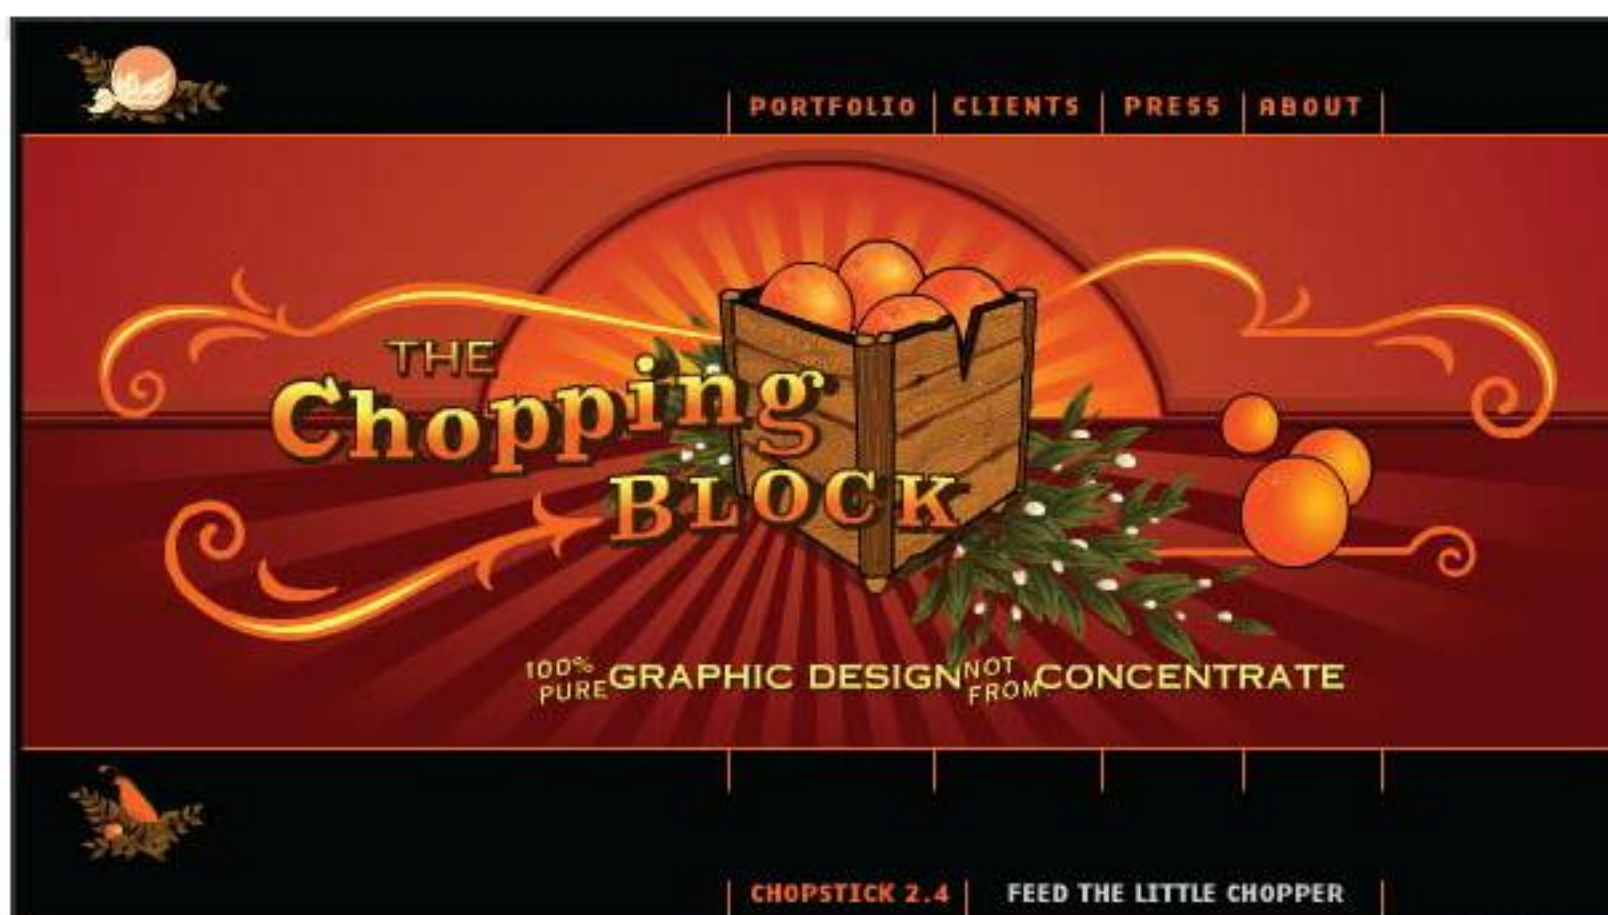 PORTFOLIO CLIENTS PRESS ABOUT
THE
Chopping
BLOCK
100% PURE GRAPHIC DESIGN NOT FROM CONCENTRATE
CHOPSTICK 2.4 FEED THE LITTLE CHOPPER